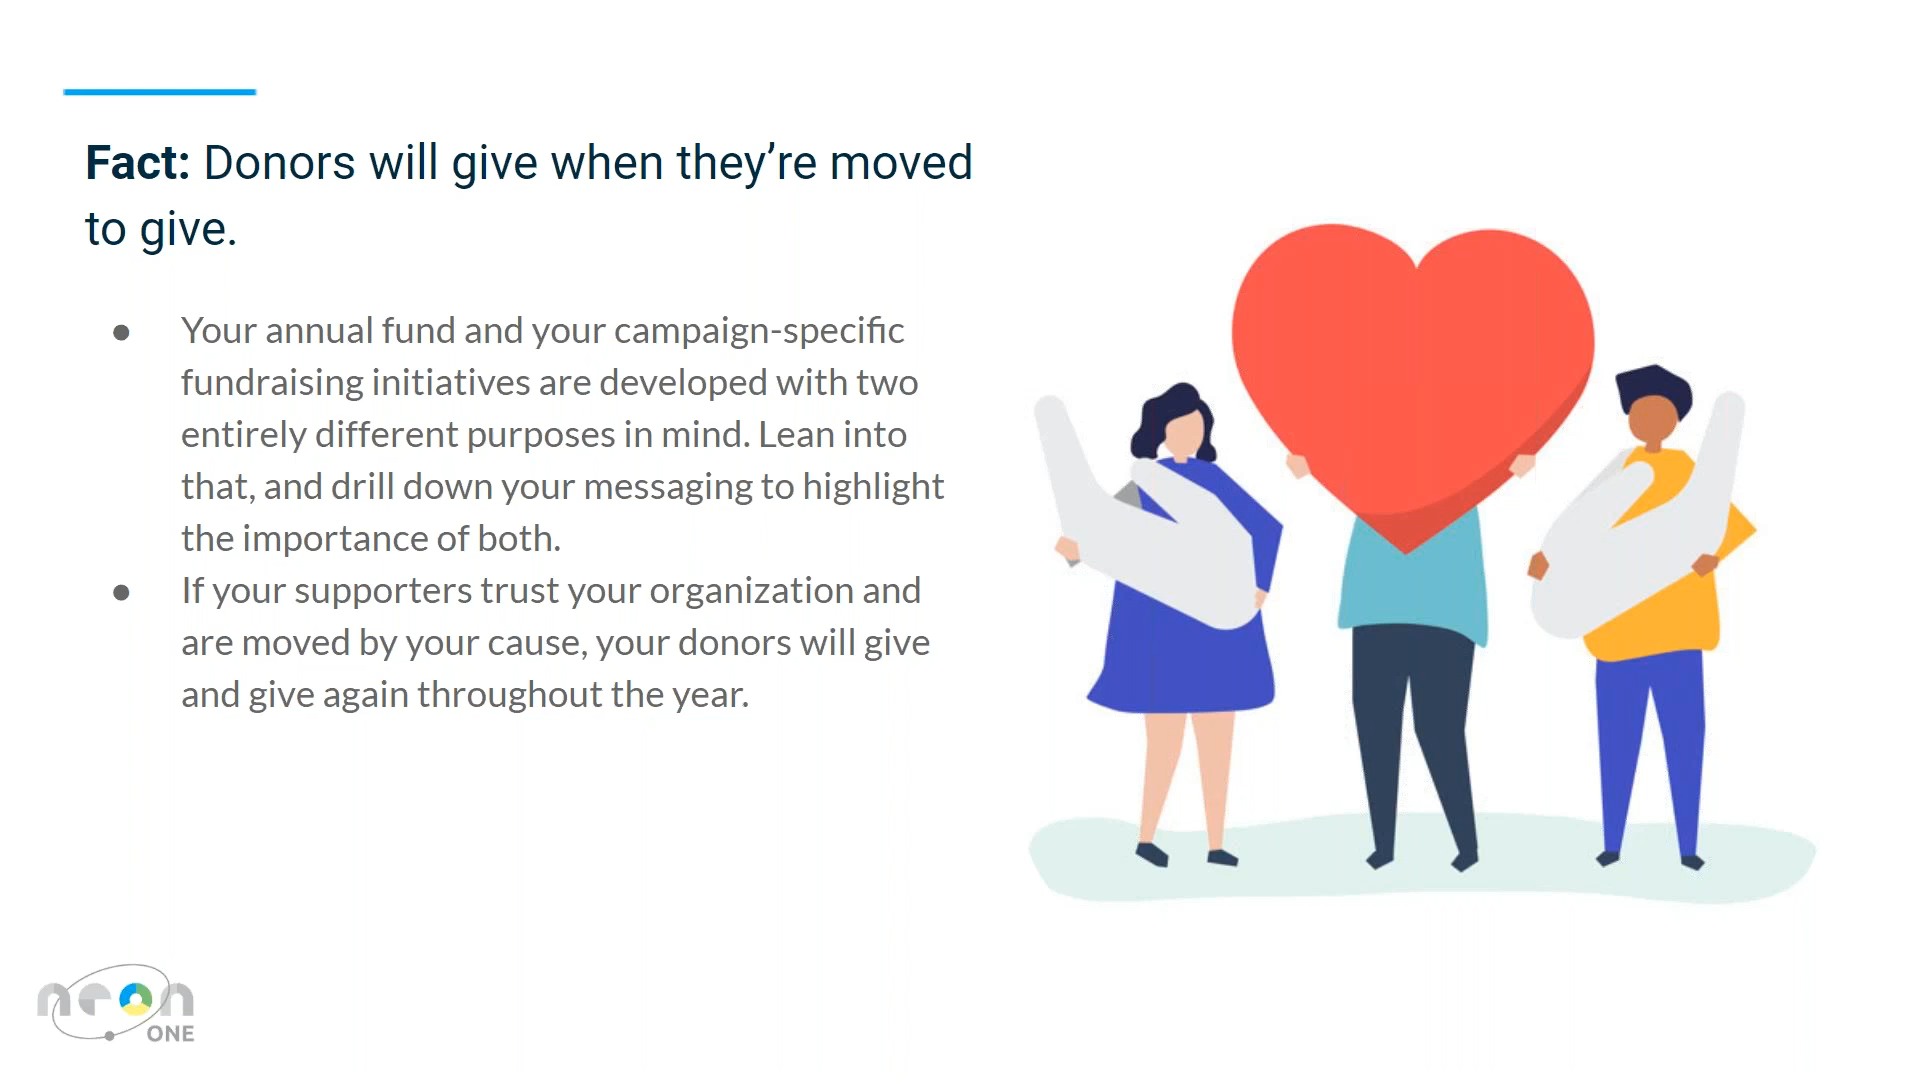 Fact: Donors will give when they’re moved
to give.
● Your annual fund and your campaign-specific
fundraising initiatives are developed with two
entirely different purposes in mind. Lean into
that, and drill down your messaging to highlight
the importance of both.
● If your supporters trust your organization and
are moved by your cause, your donors will give
and give again throughout the year.
neon
ONE